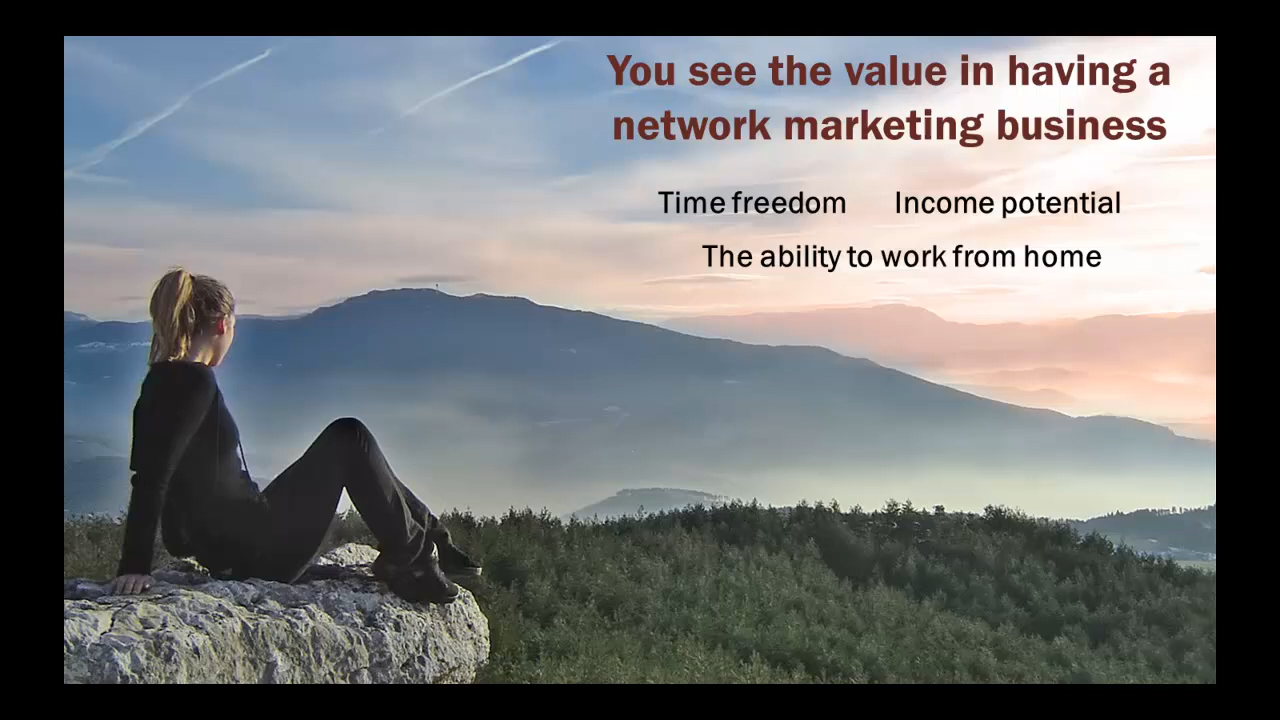 You see the value in having a
network marketing business
Time freedom Income potential
The ability to work from home